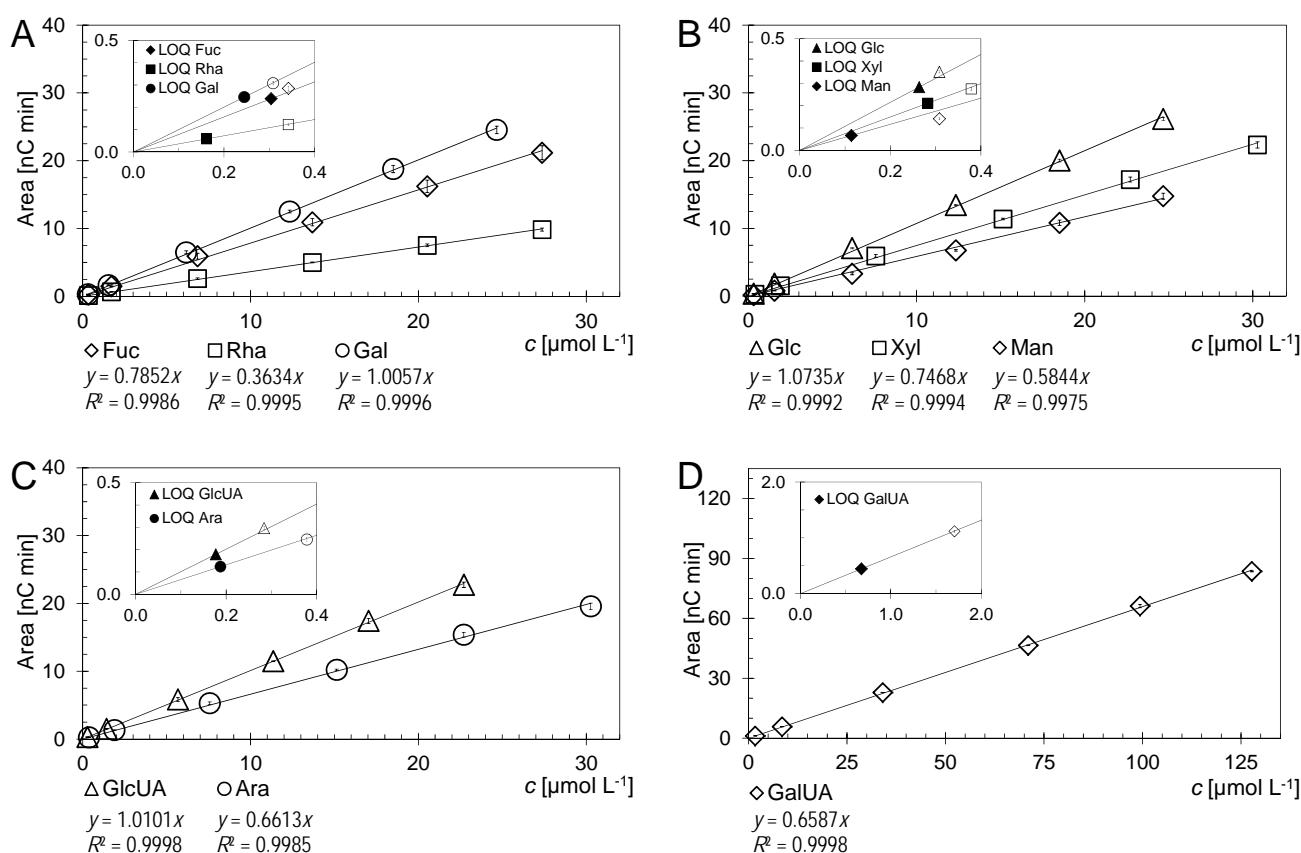 A
Area [nC min]
40
30
20
10
0
0.5
0.0
LOQ Fuc
LOQ Rha
LOQ Gal
0.0 0.2 0.4
0 10 20 30
c [µmol L⁻¹]
Fuc Rha Gal
y = 0.7852x y = 0.3634x y = 1.0057x
R² = 0.9986 R² = 0.9995 R² = 0.9996
B
Area [nC min]
40
30
20
10
0
0.5
0.0
LOQ Glc
LOQ Xyl
LOQ Man
0.0 0.2 0.4
0 10 20 30
c [µmol L⁻¹]
Glc Xyl Man
y = 1.0735x y = 0.7468x y = 0.5844x
R² = 0.9992 R² = 0.9994 R² = 0.9975
C
Area [nC min]
40
30
20
10
0
0.5
0.0
LOQ GlcUA
LOQ Ara
0.0 0.2 0.4
0 10 20 30
c [µmol L⁻¹]
GlcUA Ara
y = 1.0101x y = 0.6613x
R² = 0.9998 R² = 0.9985
D
Area [nC min]
120
90
60
30
0
2.0
0.0
LOQ GalUA
0.0 1.0 2.0
0 25 50 75 100 125
c [µmol L⁻¹]
GalUA
y = 0.6587x
R² = 0.9998